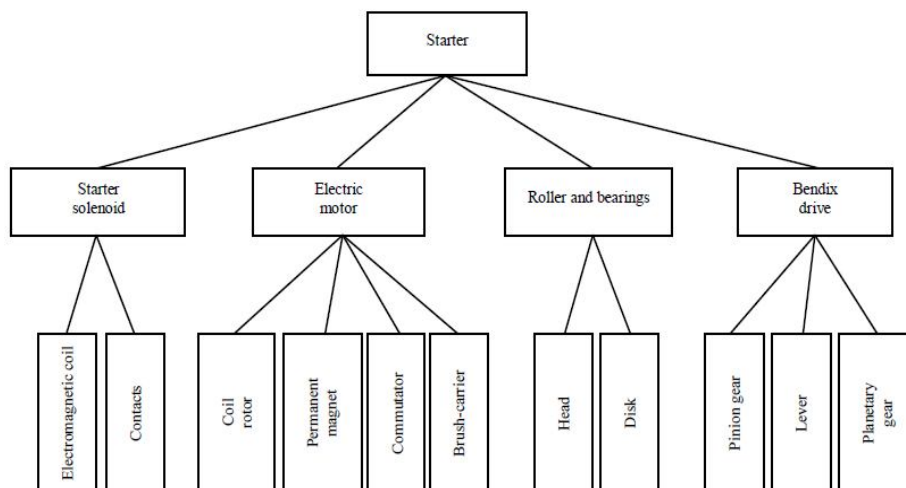 Starter
Starter
solenoid
Electric
motor
Roller and bearings
Bendix
drive
Electromagnetic coil
Contacts
Coil
rotor
Permanent
magnet
Commutator
Brush-carrier
Head
Disk
Pinion gear
Lever
Planetary
gear